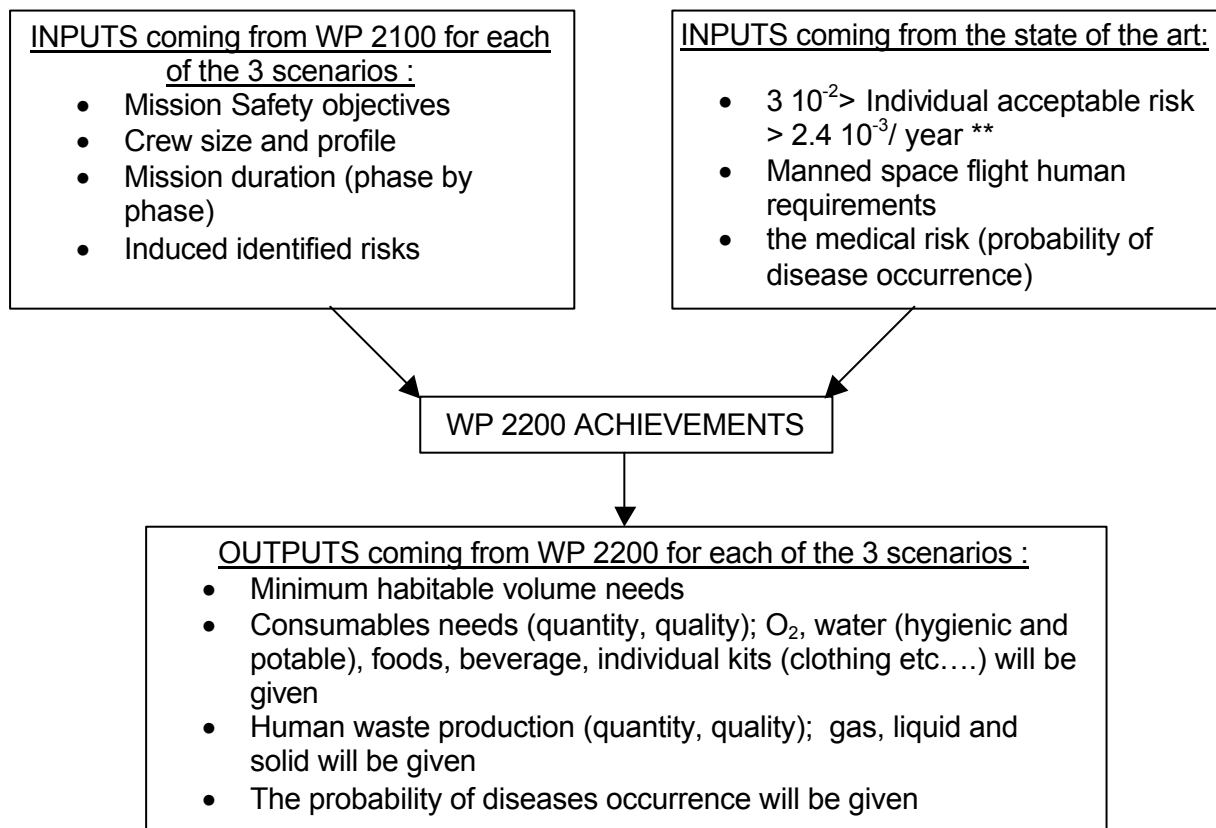 INPUTS coming from WP 2100 for each
of the 3 scenarios :
• Mission Safety objectives
• Crew size and profile
• Mission duration (phase by
phase)
• Induced identified risks
INPUTS coming from the state of the art:
• 3 10⁻²> Individual acceptable risk
> 2.4 10⁻³/ year **
• Manned space flight human
requirements
• the medical risk (probability of
disease occurrence)
WP 2200 ACHIEVEMENTS
OUTPUTS coming from WP 2200 for each of the 3 scenarios :
• Minimum habitable volume needs
• Consumables needs (quantity, quality); O₂, water (hygienic and
potable), foods, beverage, individual kits (clothing etc….) will be
given
• Human waste production (quantity, quality); gas, liquid and
solid will be given
• The probability of diseases occurrence will be given